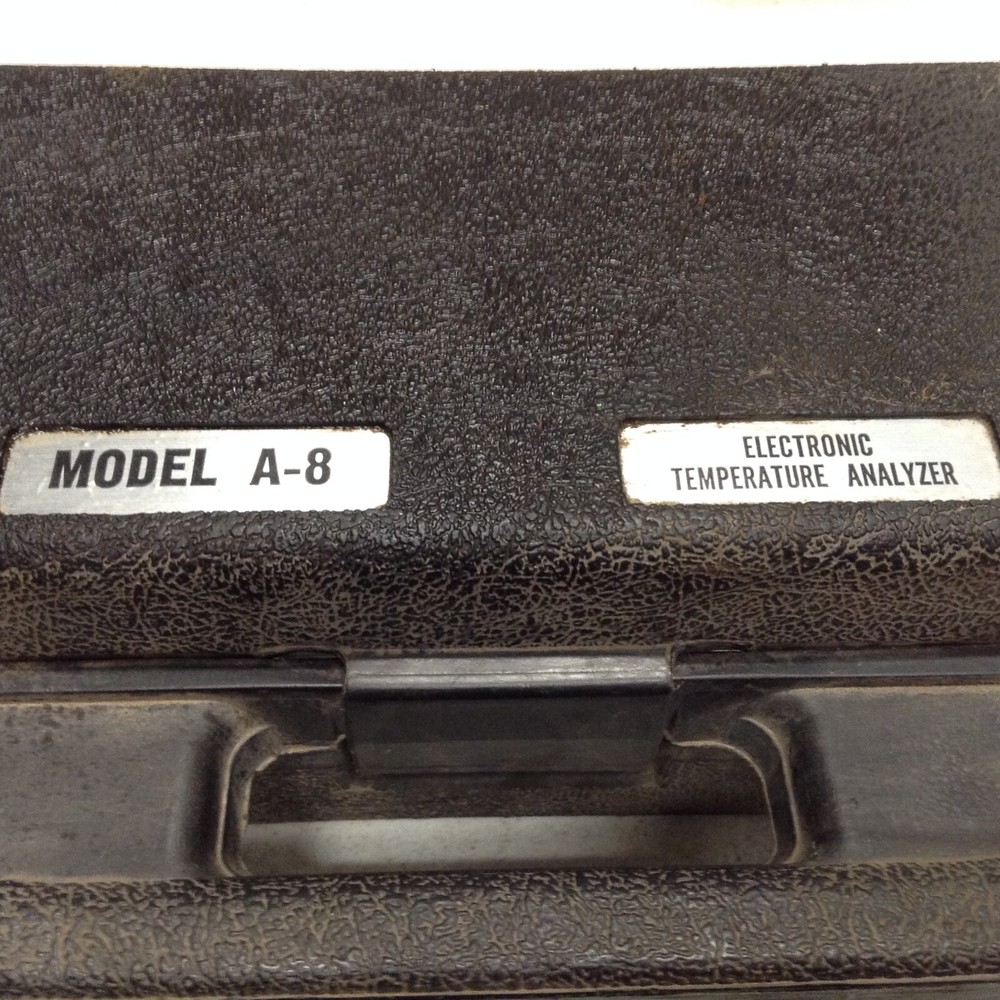 MODEL A-8
ELECTRONIC
TEMPERATURE ANALYZER